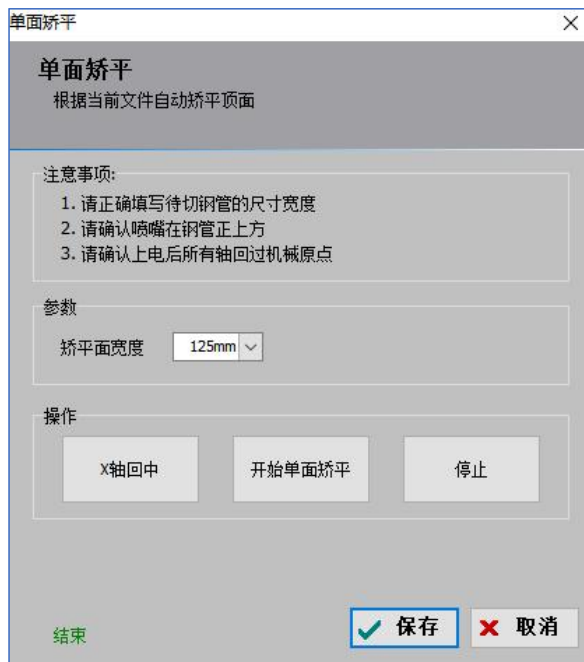 单面矫平
单面矫平
根据当前文件自动矫平顶面
注意事项:
1. 请正确填写待切钢管的尺寸宽度
2. 请确认喷嘴在钢管正上方
3. 请确认上电后所有轴回过机械原点
参数
矫平面宽度 125mm
操作
X轴回中 开始单面矫平 停止
结束 保存 取消